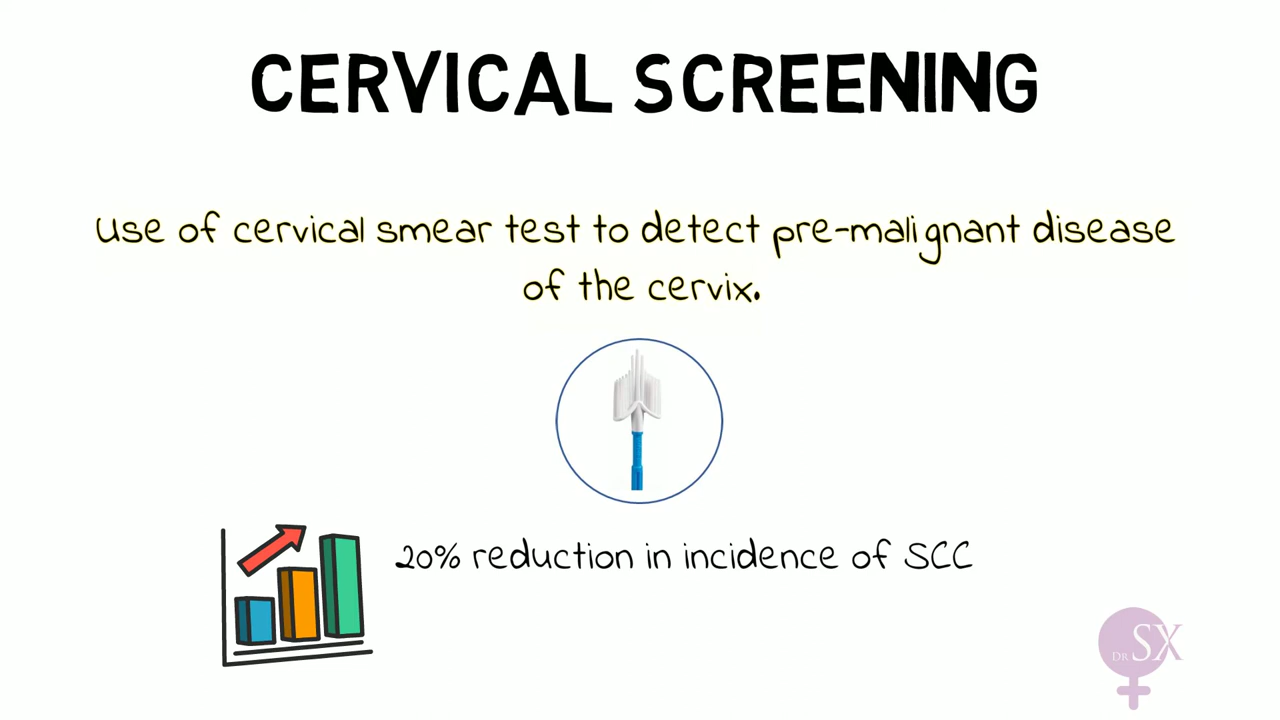 CERVICAL SCREENING
Use of cervical smear test to detect pre-malignant disease
of the cervix.
20% reduction in incidence of SCC
DR SX